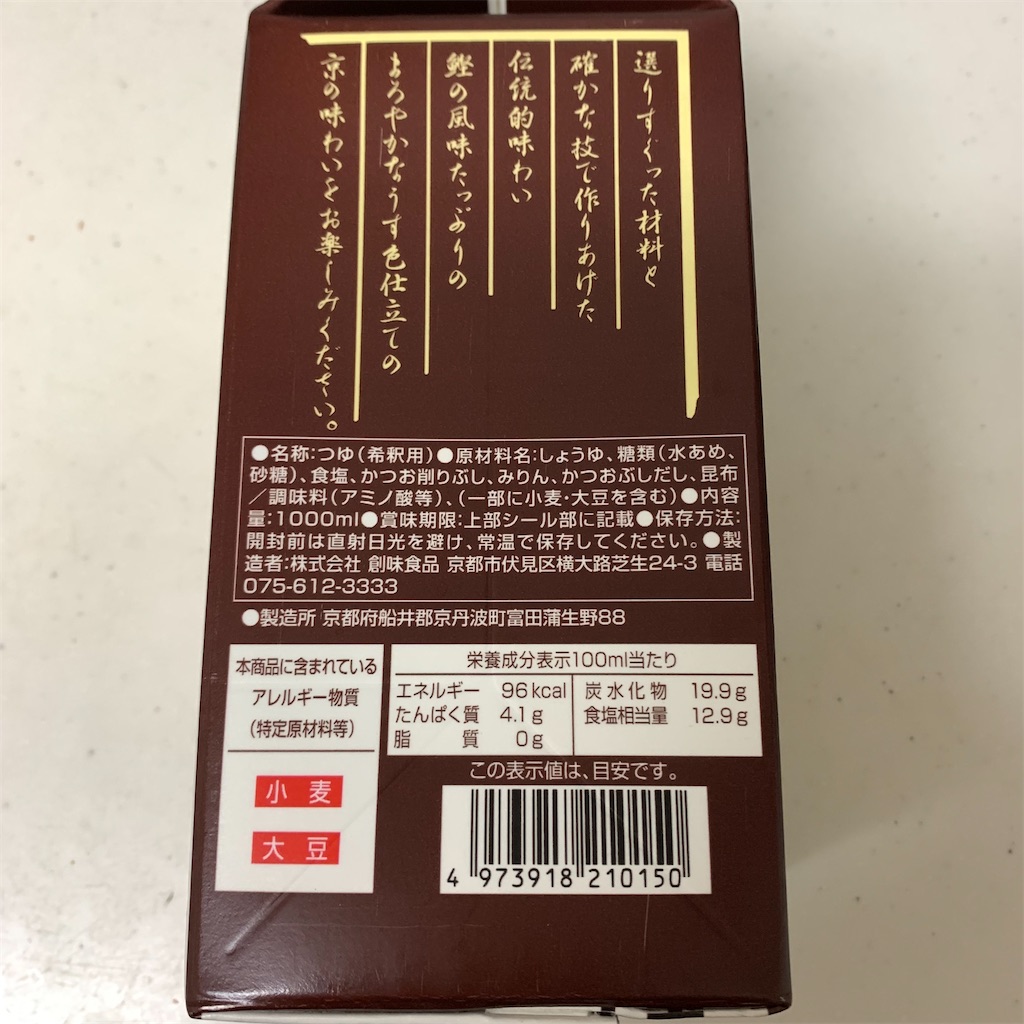 選りすぐった材料と
確かな技で作りあげた
伝統的味わい
鰹の風味たっぷりの
まろやかなうす色仕立ての
京の味わいをお楽しみください。
●名称:つゆ(希釈用)●原材料名:しょうゆ、糖類(水あめ、
砂糖)、食塩、かつお削りぶし、みりん、かつおぶしだし、昆布
/調味料(アミノ酸等)、(一部に小麦・大豆を含む)●内容
量:1000ml●賞味期限:上部シール部に記載●保存方法:
開封前は直射日光を避け、常温で保存してください。●製
造者:株式会社 創味食品 京都市伏見区横大路芝生24-3 電話
075-612-3333
●製造所 京都府船井郡京丹波町富田蒲生野88
本商品に含まれている
アレルギー物質
(特定原材料等)
小麦
大豆
栄養成分表示100ml当たり
エネルギー 96kcal 炭水化物 19.9g
たんぱく質 4.1g 食塩相当量 12.9g
脂質 0g
この表示値は、目安です。
4 973918 210150